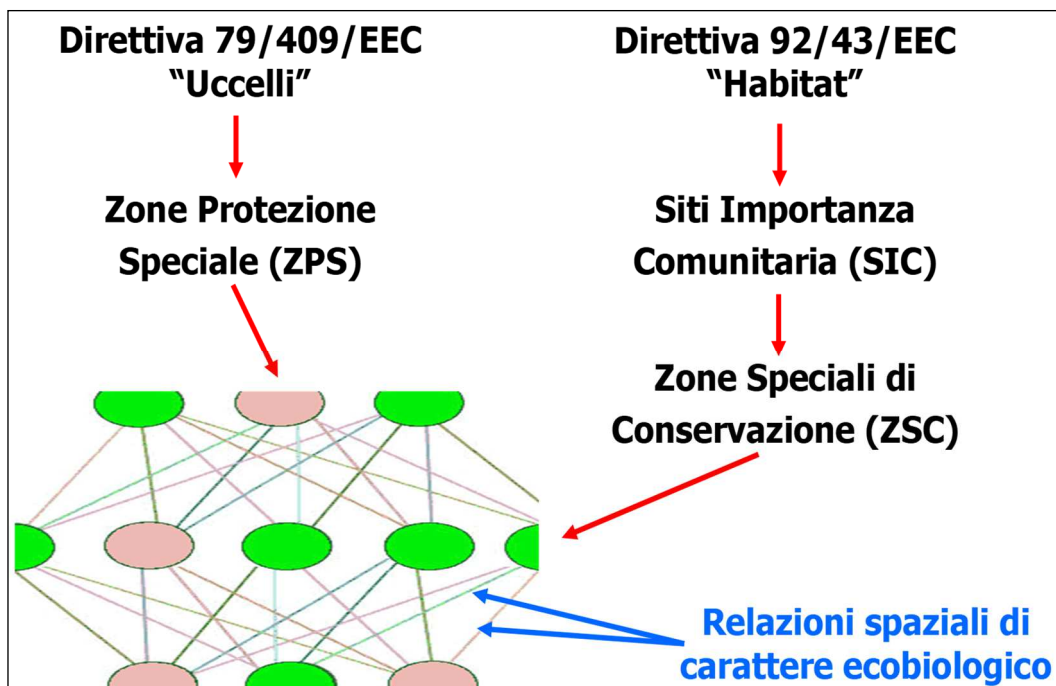 Direttiva 79/409/EEC
“Uccelli”
Zone Protezione
Speciale (ZPS)
Direttiva 92/43/EEC
“Habitat”
Siti Importanza
Comunitaria (SIC)
Zone Speciali di
Conservazione (ZSC)
Relazioni spaziali di
carattere ecobiologico